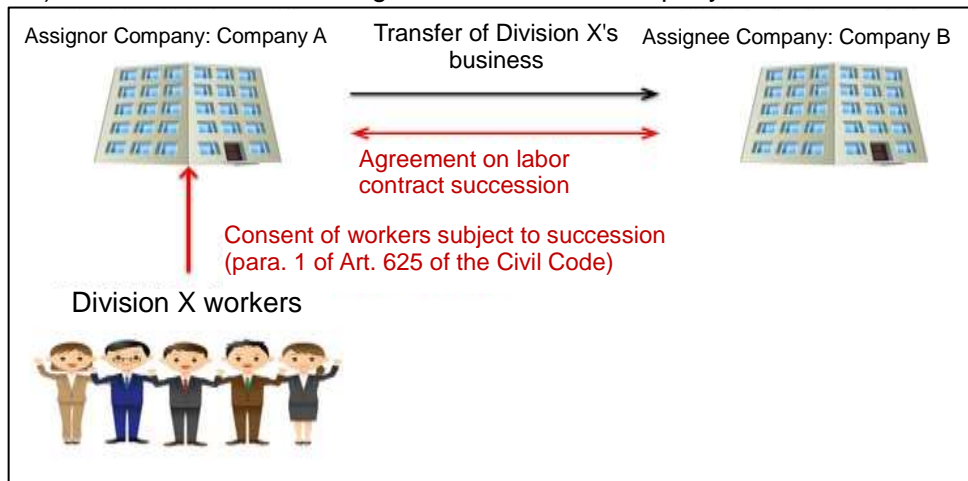 Assignor Company: Company A
Transfer of Division X's
business
Assignee Company: Company B
Agreement on labor
contract succession
Consent of workers subject to succession
(para. 1 of Art. 625 of the Civil Code)
Division X workers